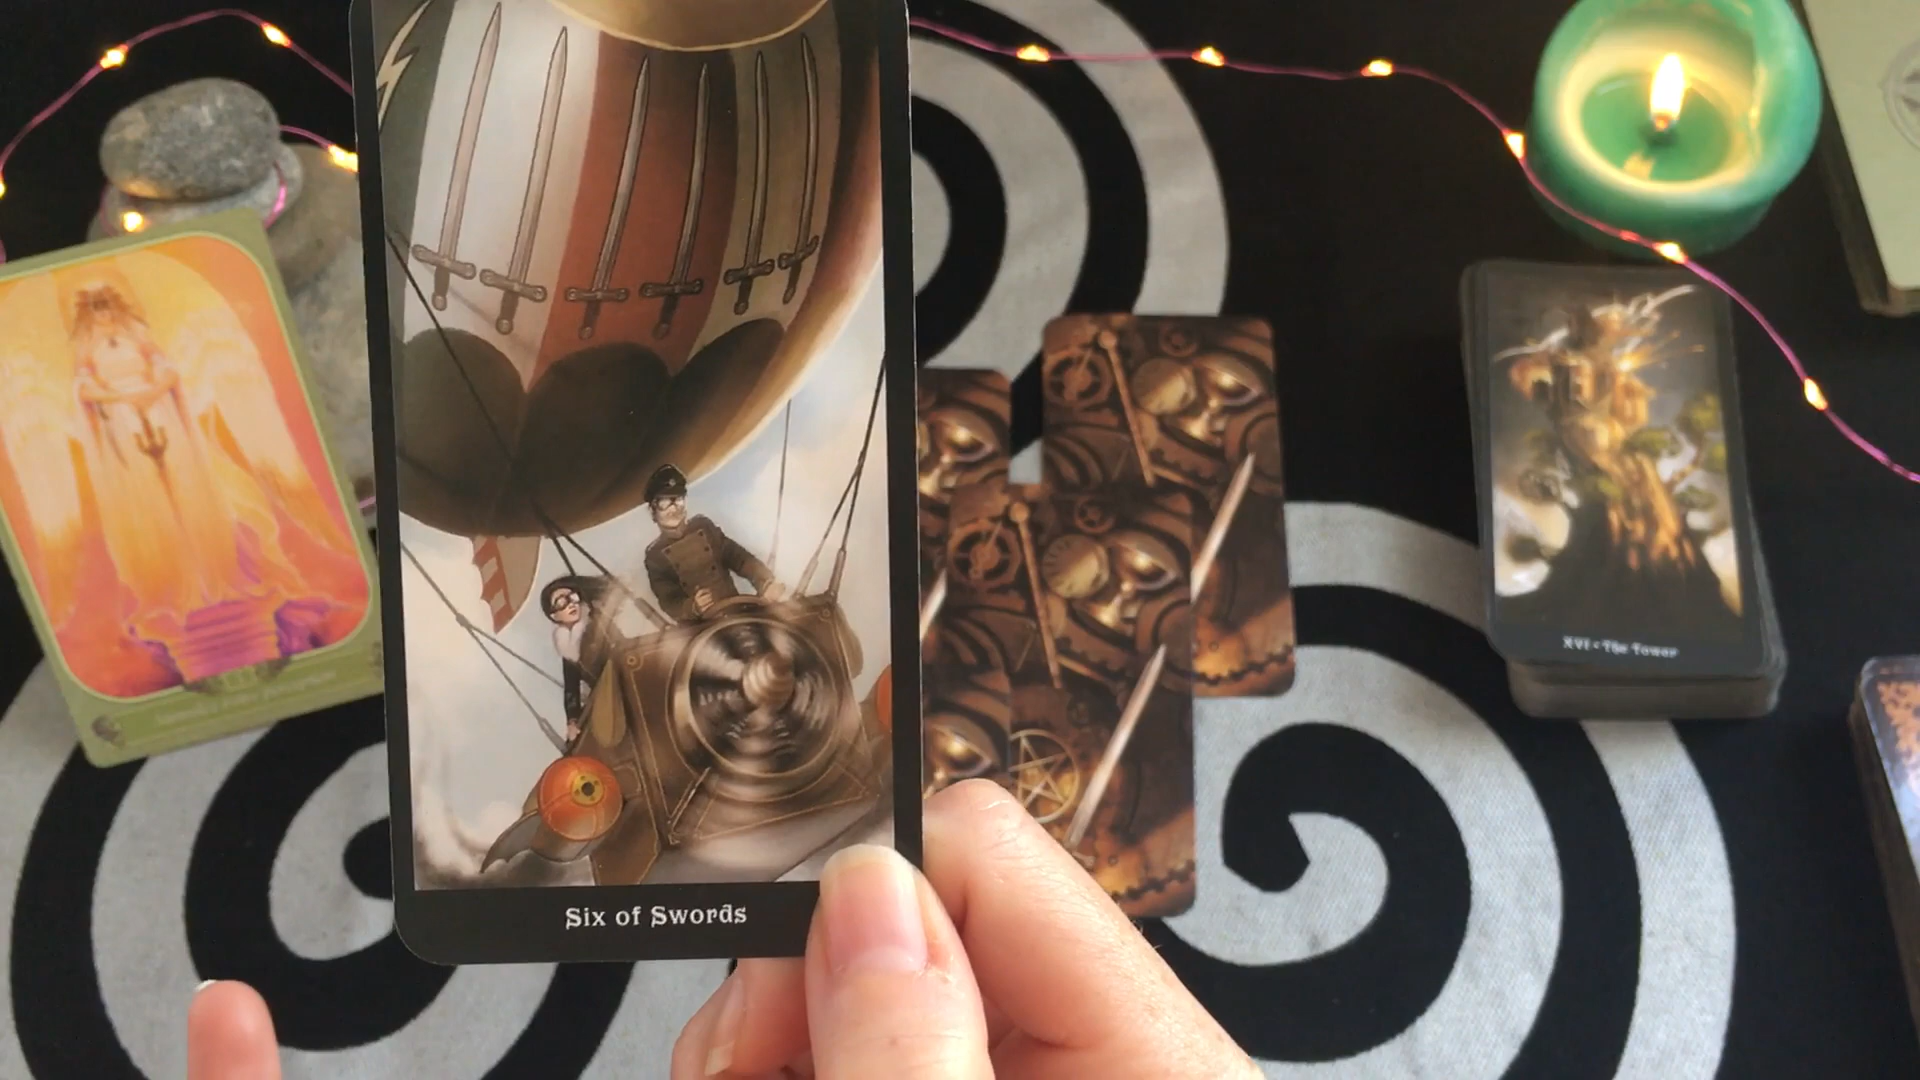 Six of Swords
XVI • The Tower